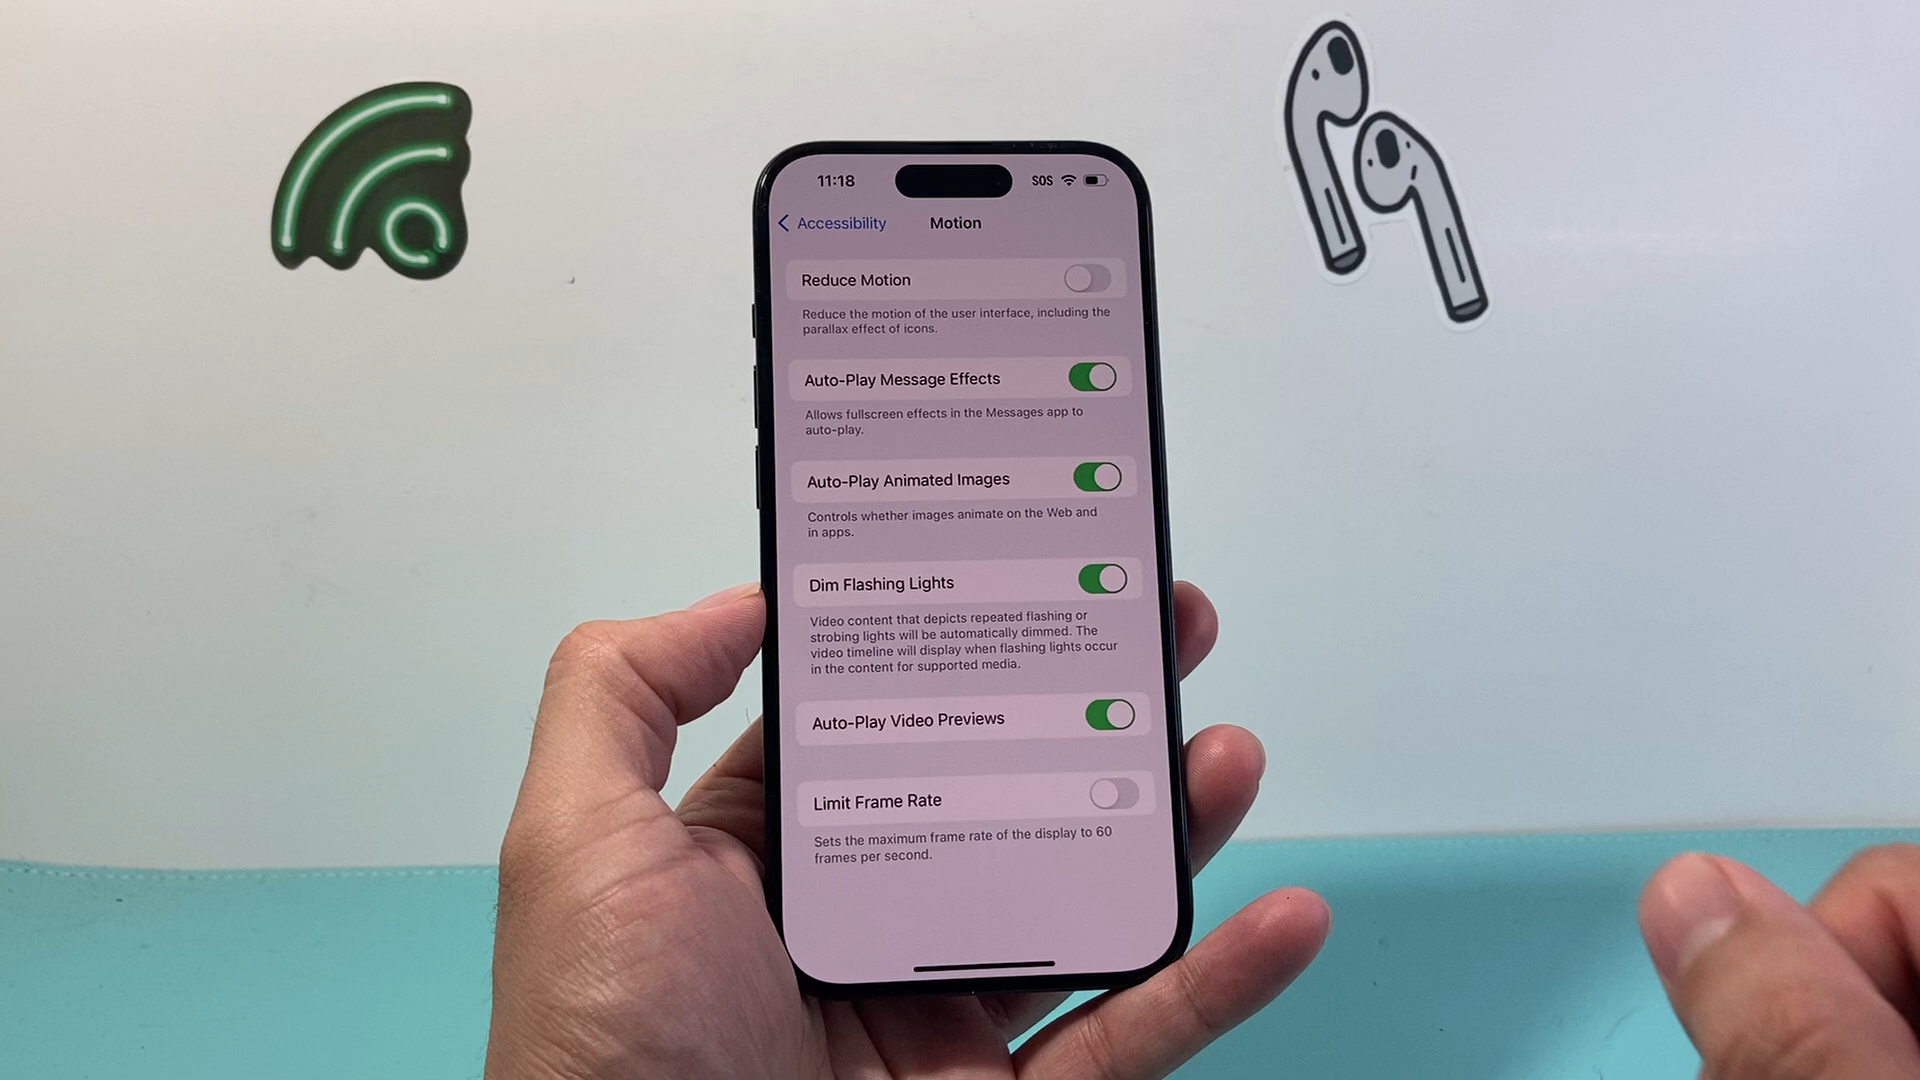 11:18 SOS
Accessibility Motion
Reduce Motion
Reduce the motion of the user interface, including the
parallax effect of icons.
Auto-Play Message Effects
Allows fullscreen effects in the Messages app to
auto-play.
Auto-Play Animated Images
Controls whether images animate on the Web and
in apps.
Dim Flashing Lights
Video content that depicts repeated flashing or
strobing lights will be automatically dimmed. The
video timeline will display when flashing lights occur
in the content for supported media.
Auto-Play Video Previews
Limit Frame Rate
Sets the maximum frame rate of the display to 60
frames per second.